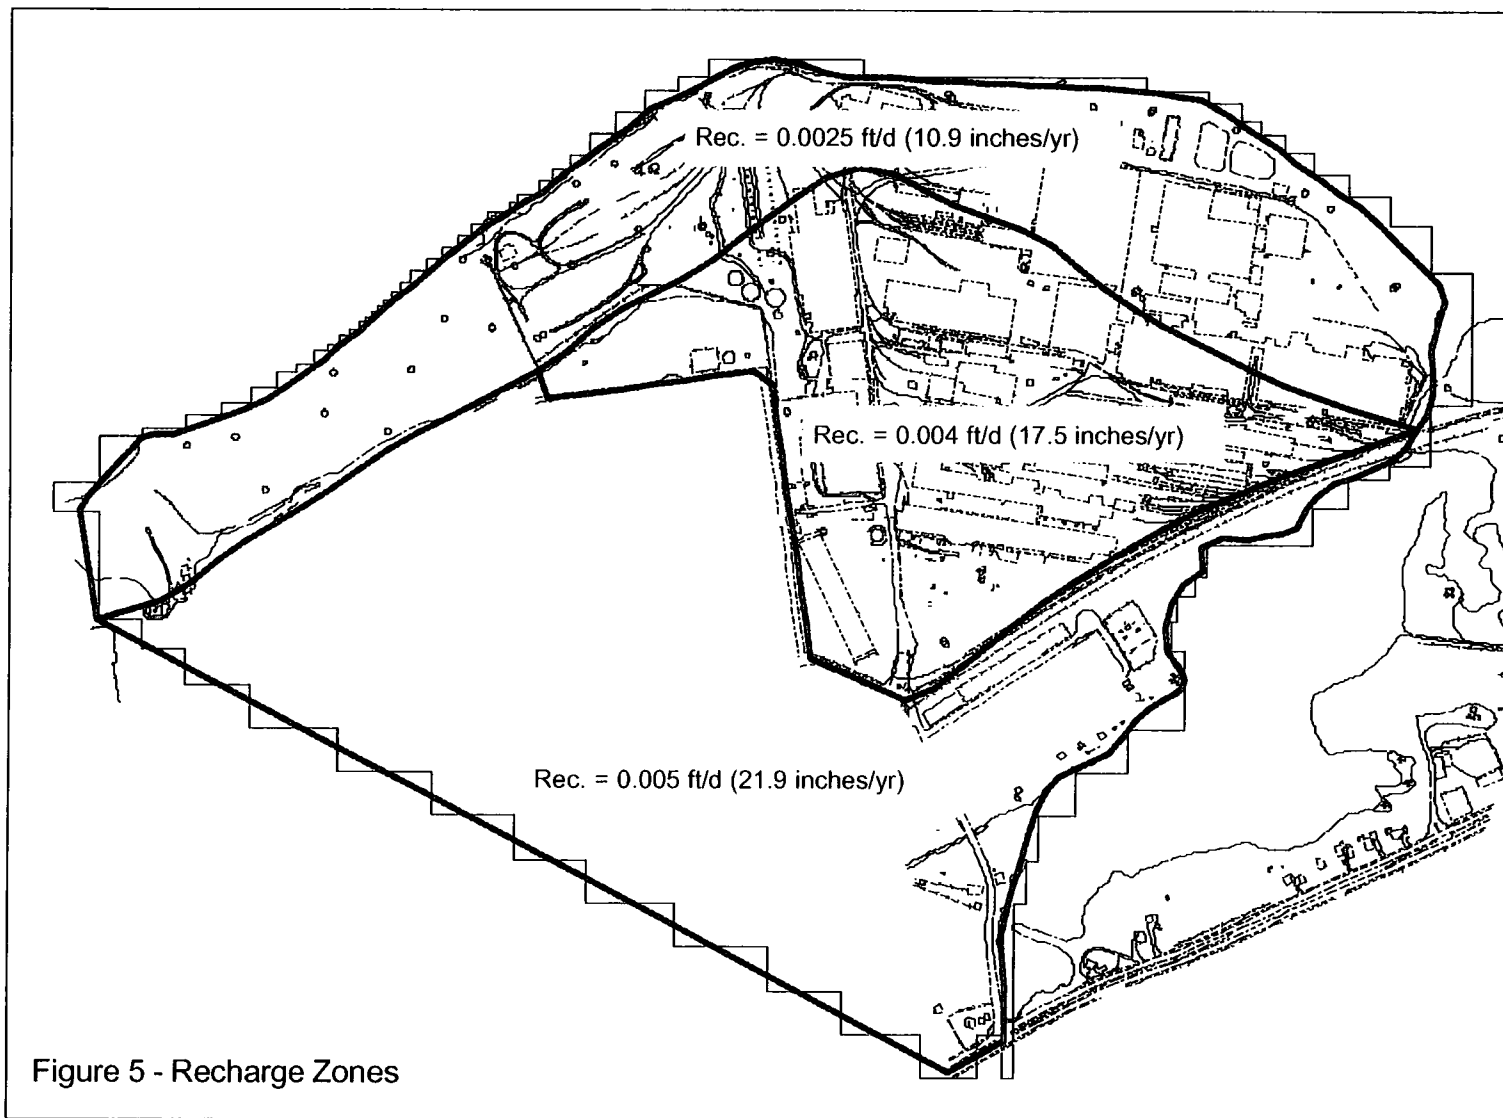 Rec. = 0.0025 ft/d (10.9 inches/yr)
Rec. = 0.004 ft/d (17.5 inches/yr)
Rec. = 0.005 ft/d (21.9 inches/yr)
Figure 5 - Recharge Zones